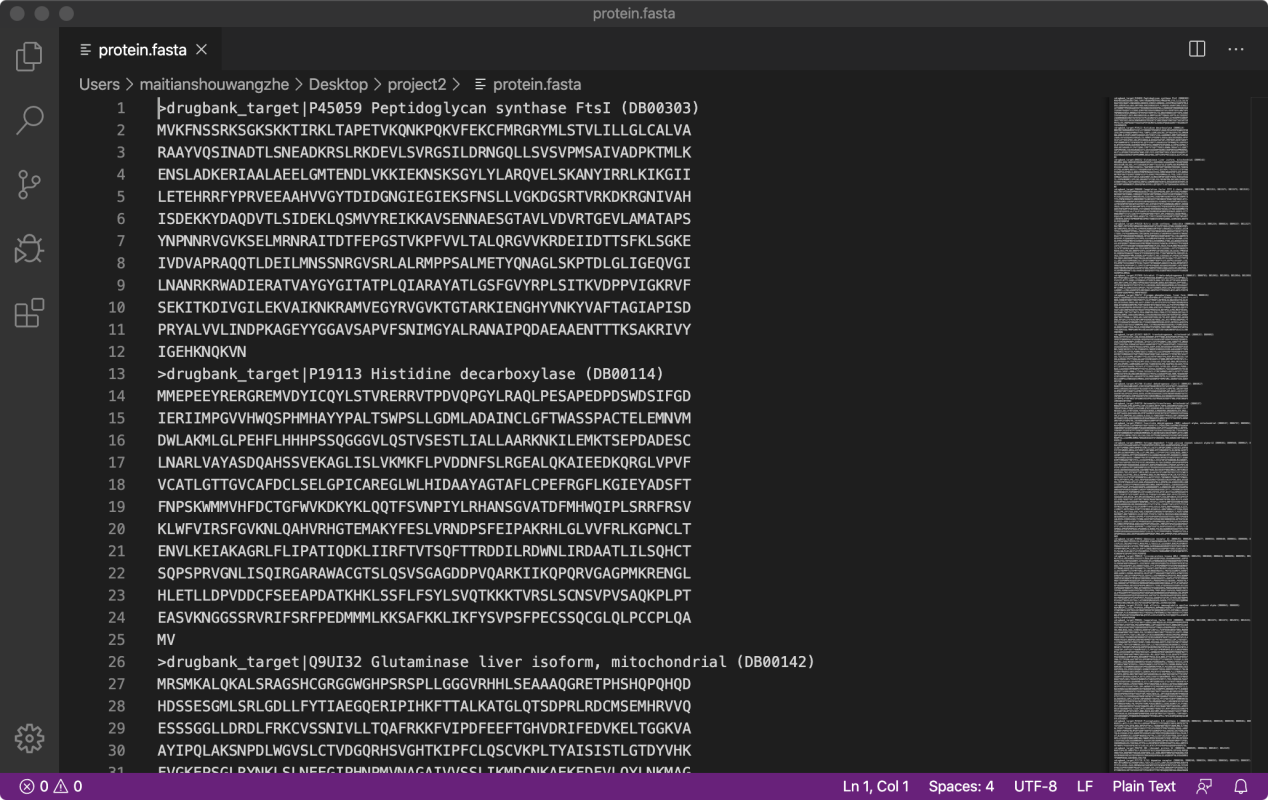 protein.fasta
protein.fasta
Users > maitianshouwangzhe > Desktop > project2 > protein.fasta
1 >drugbank_target|P45059 Peptidoglycan synthase FtsI (DB00303)
2 MVKFNSSRKSGKSKKTIRKLTAPETVKQNKPQKVFEKCFMRGRYMLSTVLILLGLCALVA
3 RAAYVQSINADTLSNEADKRSLRKDEVLSVRGSILDRNGQLLSVSVPMSAIVADPKTMLK
4 ENSLADKERIAALAEELGMTENDLVKKIEKNSKSGYLYLARQVELSKANYIRRLKIKGII
5 LETEHRRFYPRVEEAAHVVGYTDIDGNGIEGIEKSFNSLLVGKDGSRTVRKDKRGNIVAH
6 ISDEKKYDAQDVTLSIDEKLQSMVYREIKKAVSENNAESGTAVLVDVRTGEVLAMATAPS
7 YNPNNRVGVKSELMRNRAITDTFEPGSTVKPFVVLTALQRGVVKRDEIIDTTSFKLSGKE
8 IVDVAPRAQQTLDEILMNSSNRGVSRLALRMPPSALMETYQNAGLSKPTDLGLIGEQVGI
9 LNANRKRWADIERATVAYGYGITATPLQIARAYATLGSFGVYRPLSITKVDPPVIGKRVF
10 SEKITKDIVGILEKVAIKNKRAMVEGYRVGVKTGTARKIENGHYVNKYVAFTAGIAPISD
11 PRYALVVLINDPKAGEYYGGAVSAPVFSNIMGYALRANAIPQDAEAAENTTTKSAKRIVY
12 IGEHKNQKVN
13 >drugbank_target|P19113 Histidine decarboxylase (DB00114)
14 MMEPEEYRERGREMVDYICQYLSTVRERRVTPDVQPGYLRAQLPESAPEDPDSWDSIFGD
15 IERIIMPGVVHWQSPHMHAYYPALTSWPSLLGDMLADAINCLGFTWASSPACTELEMNVM
16 DWLAKMLGLPEHFLHHHPSSQGGGVLQSTVSESTLIALLAARKNKILEMKTSEPDADESC
17 LNARLVAYASDQAHSSVEKAGLISLVKMKFLPVDDNFSLRGEALQKAIEEDKQRGLVPVF
18 VCATLGTTGVCAFDCLSELGPICAREGLWLHIDAAYAGTAFLCPEFRGFLKGIEYADSFT
19 FNPSKWMMVHFDCTGFWVKDKYKLQQTFSVNPIYLRHANSGVATDFMHWQIPLSRRFRSV
20 KLWFVIRSFGVKNLQAHVRHGTEMAKYFESLVRNDPSFEIPAKRHLGLVVFRLKGPNCLT
21 ENVLKEIAKAGRLFLIPATIQDKLIIRFTVTSQFTTRDDILRDWNLIRDAATLILSQHCT
22 SQPSPRVGNLISQIRGARAWACGTSLQSVSGAGDDPVQARKIIKQPQRVGAGPMKRENGL
23 HLETLLDPVDDCFSEEAPDATKHKLSSFLFSYLSVQTKKKTVRSLSCNSVPVSAQKPLPT
24 EASVKNGGSSRVRIFSRFPEDMMMLKKSAFKKLIKFYSVPSFPECSSQCGLQLPCCPLQA
25 MV
26 >drugbank_target|Q9UI32 Glutaminase liver isoform, mitochondrial (DB00142)
27 MRSMKALQKALSRAGSHCGRGGWGHPSRSPLLGGGVRHHLSEAAAQGRETPHSHQPQHQD
28 HDSSESGMLSRLGDLLFYTIAEGQERIPIHKFTTALKATGLQTSDPRLRDCMSEMHRVVQ
29 ESSSGGLLDRDLFRKCVSSNIVLLTQAFRKKFVIPDFEEFTGHVDRIFEDVKELTGGKVA
30 AYIPQLAKSNPDLWGVSLCTVDGQRHSVGHTKIPFCLQSCVKPLTYAISISTLGTDYVHK
31
0 0 Ln 1, Col 1 Spaces: 4 UTF-8 LF Plain Text